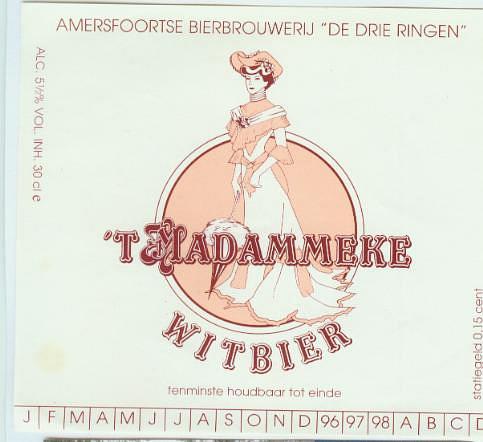 AMERSFOORTSE BIERBROUWERIJ "DE DRIE RINGEN"
ALC. 5½% VOL. INH. 30 cl e
'T MADAMMEKE
WITBIER
statiegeld 0,15 cent
tenminste houdbaar tot einde
J F M A M J J A S O N D 96 97 98 A B C D